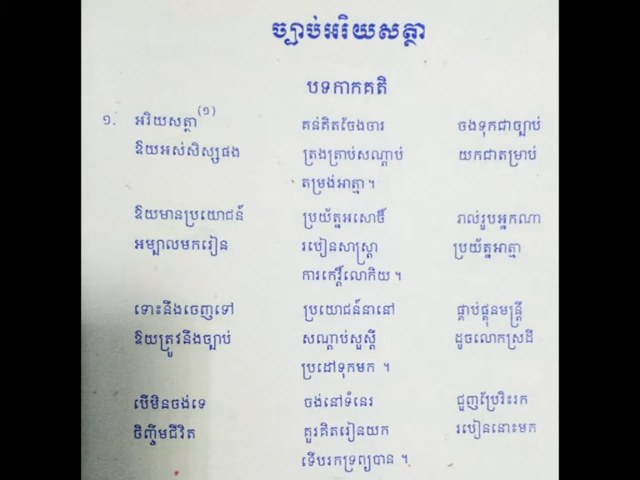 ច្បាប់អរិយសត្ថា
បទកាកគតិ
១. អរិយសត្ថា(១) គន់គិតចែងចារ ចងទុកជាច្បាប់
ឱយអស់សិស្សផង ត្រងត្រាប់សណ្ដាប់ យកជាតម្រាប់
តម្រង់អាត្មា។
ឱយមានប្រយោជន៍ ប្រយ័ត្នអសោចិ៍ រាល់រូបអ្នកណា
អម្បាលមករៀន របៀនសាស្ត្រា ប្រយ័ត្នអាត្មា
ការកេរ្តិ៍លោកិយ។
ទោះនឹងចេញទៅ ប្រយោជន៍នានៅ ផ្គាប់ផ្គុនមន្ត្រី
ឱយត្រូវនឹងច្បាប់ សណ្ដាប់សួស្ដី ដូចលោកស្រដី
ប្រដៅទុកមក ។
បើមិនចង់ទេ ចង់នៅទំនេរ ជួញប្រែរិះរក
ចិញ្ចឹមជីវិត គួរគិតរៀនយក របៀននោះមក
ទើបរកទ្រព្យបាន ។